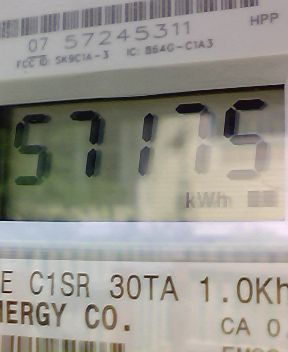 HPP
07 57245311
FCC ID: SK9C1A-3 IC: 864G-C1A3
57175
kWh
E C1SR 30TA 1.0Kh
NERGY CO.
CA 0.